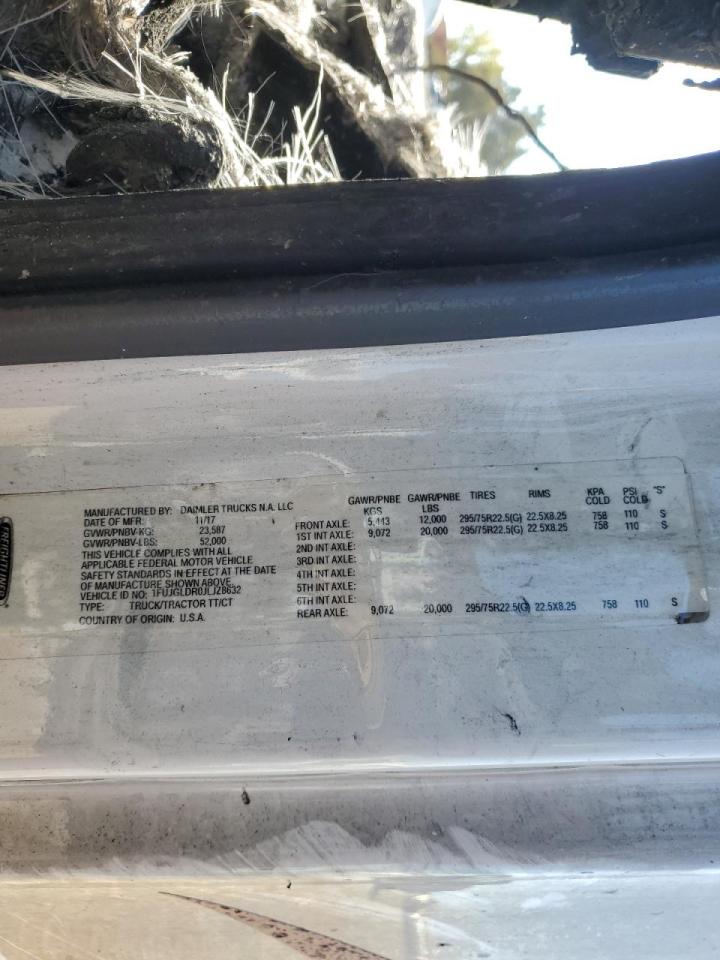 FREIGHTLINER
MANUFACTURED BY: DAIMLER TRUCKS N.A. LLC
DATE OF MFR: 11/17
GVWR/PNBV-KG: 23,587
GVWR/PNBV-LBS: 52,000
THIS VEHICLE COMPLIES WITH ALL
APPLICABLE FEDERAL MOTOR VEHICLE
SAFETY STANDARDS IN EFFECT AT THE DATE
OF MANUFACTURE SHOWN ABOVE
VEHICLE ID NO: 1FUJGLDR0JLJZ8632
TYPE: TRUCK/TRACTOR TT/CT
COUNTRY OF ORIGIN: U.S.A.
GAWR/PNBE KGS GAWR/PNBE LBS TIRES RIMS KPA COLD PSI COLD "S"
FRONT AXLE: 5,443 12,000 295/75R22.5(G) 22.5X8.25 758 110 S
1ST INT AXLE: 9,072 20,000 295/75R22.5(G) 22.5X8.25 758 110 S
2ND INT AXLE:
3RD INT AXLE:
4TH INT AXLE:
5TH INT AXLE:
6TH INT AXLE:
REAR AXLE: 9,072 20,000 295/75R22.5(G) 22.5X8.25 758 110 S